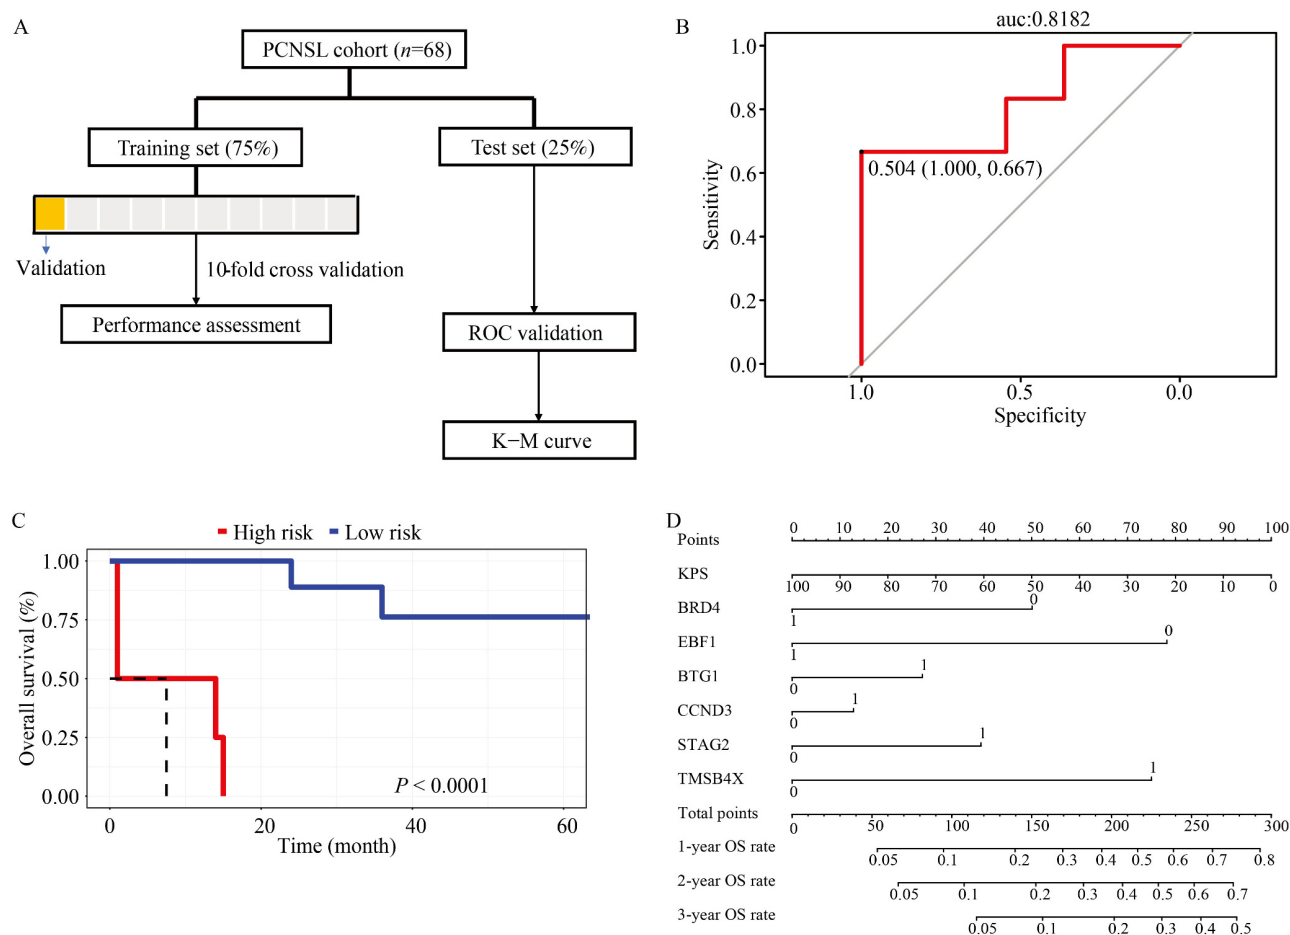 A
PCNSL cohort (n=68)
Training set (75%)
Test set (25%)
Validation
10-fold cross validation
Performance assessment
ROC validation
K−M curve
B
auc:0.8182
1.0
0.8
0.6
0.4
0.2
0.0
Sensitivity
0.504 (1.000, 0.667)
1.0 0.5 0.0
Specificity
C
High risk Low risk
1.00
0.75
0.50
0.25
0.00
Overall survival (%)
P < 0.0001
0 20 40 60
Time (month)
D
Points
0 10 20 30 40 50 60 70 80 90 100
KPS
100 90 80 70 60 50 40 30 20 10 0
BRD4
0
1
EBF1
0
1
BTG1
1
0
CCND3
1
0
STAG2
1
0
TMSB4X
1
0
Total points
0 50 100 150 200 250 300
1-year OS rate
0.05 0.1 0.2 0.3 0.4 0.5 0.6 0.7 0.8
2-year OS rate
0.05 0.1 0.2 0.3 0.4 0.5 0.6 0.7
3-year OS rate
0.05 0.1 0.2 0.3 0.4 0.5